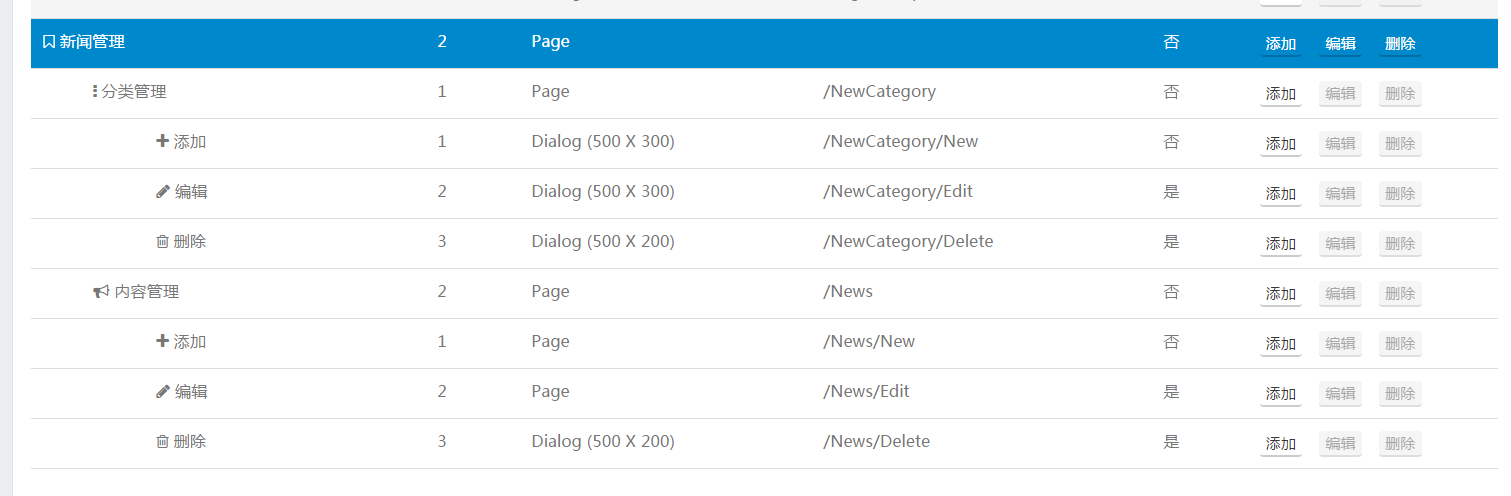 新闻管理 2 Page 否 添加 编辑 删除
分类管理 1 Page /NewCategory 否 添加 编辑 删除
添加 1 Dialog (500 X 300) /NewCategory/New 否 添加 编辑 删除
编辑 2 Dialog (500 X 300) /NewCategory/Edit 是 添加 编辑 删除
删除 3 Dialog (500 X 200) /NewCategory/Delete 是 添加 编辑 删除
内容管理 2 Page /News 否 添加 编辑 删除
添加 1 Page /News/New 否 添加 编辑 删除
编辑 2 Page /News/Edit 是 添加 编辑 删除
删除 3 Dialog (500 X 200) /News/Delete 是 添加 编辑 删除